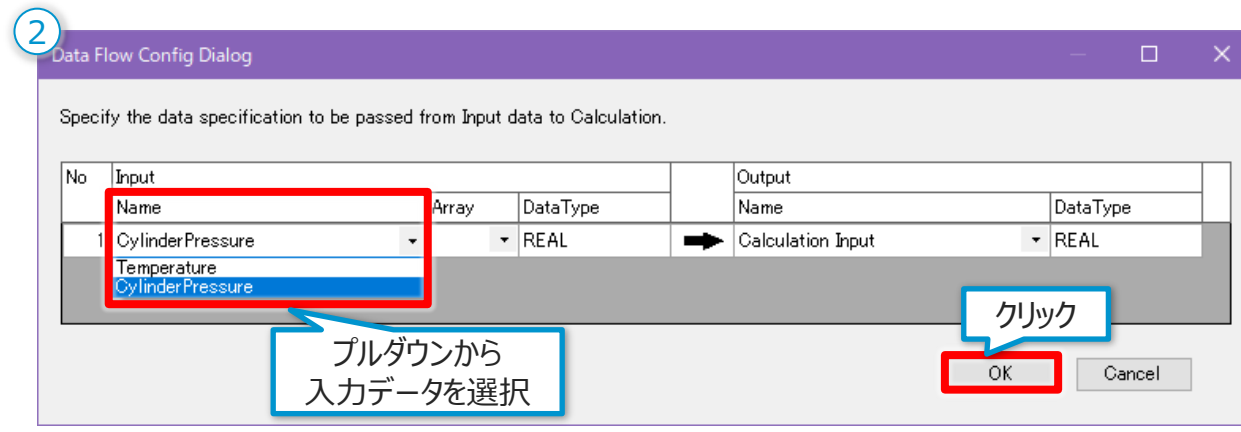 2
Data Flow Config Dialog
Specify the data specification to be passed from Input data to Calculation.
No Input Output
Name Array DataType Name DataType
1 CylinderPressure REAL Calculation Input REAL
Temperature
CylinderPressure
クリック
プルダウンから
入力データを選択
OK Cancel